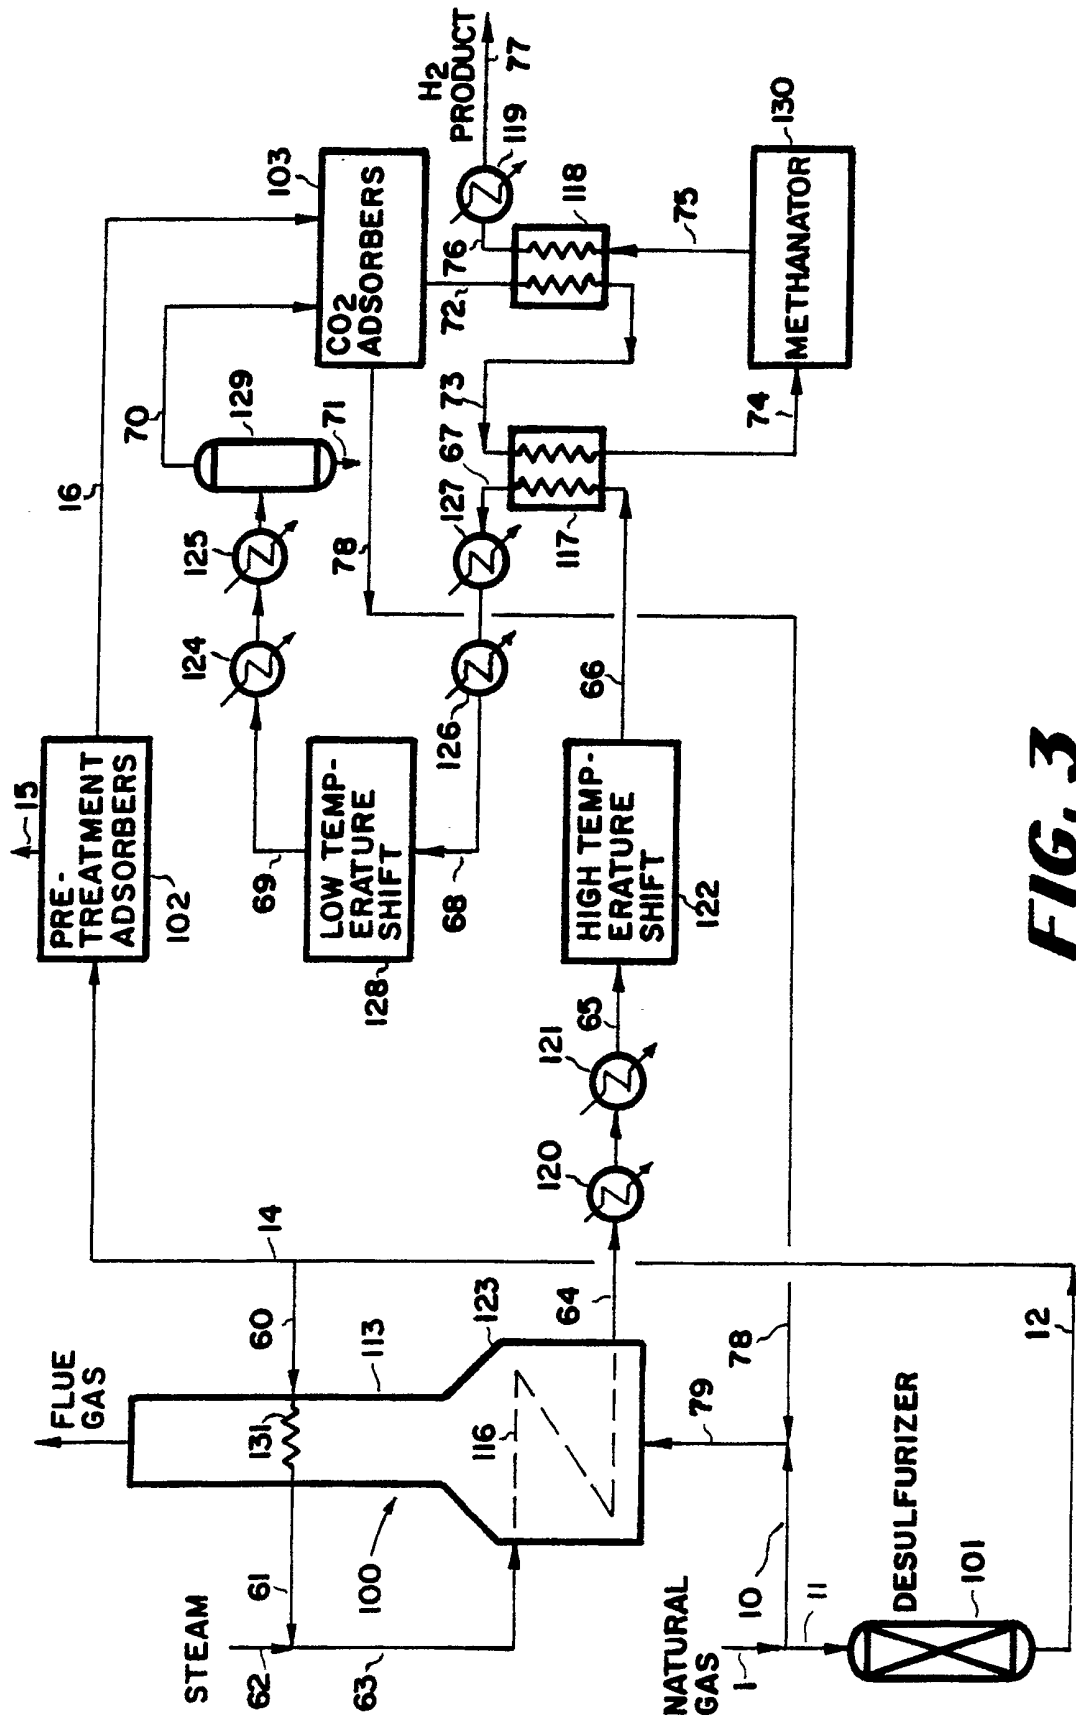 FLUE
GAS
STEAM
62
61
63
100
131
60
113
14
123
116
64
79
78
NATURAL
GAS
1
10
11
DESULFURIZER
101
12
15
PRE-
TREATMENT
ADSORBERS
102
16
70
129
71
125
124
69
LOW TEMP-
ERATURE
SHIFT
128
68
126
127
67
73
78
103
CO2
ADSORBERS
72
76
118
119
H2
PRODUCT
77
117
66
120
121
65
HIGH TEMP-
ERATURE
SHIFT
122
74
75
METHANATOR
130
FIG. 3